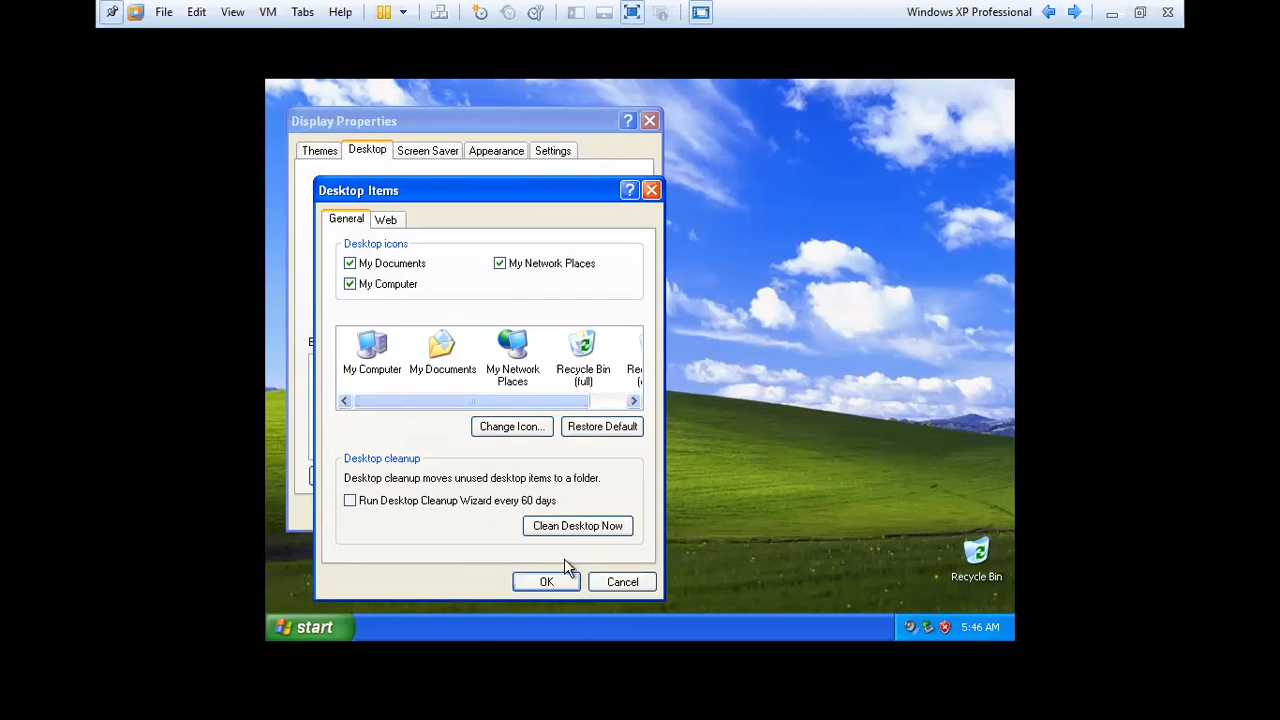 File Edit View VM Tabs Help Windows XP Professional
Display Properties
Themes Desktop Screen Saver Appearance Settings
Desktop Items
General Web
Desktop icons
My Documents My Network Places
My Computer
My Computer My Documents My Network Places Recycle Bin (full)
Change Icon... Restore Default
Desktop cleanup
Desktop cleanup moves unused desktop items to a folder.
Run Desktop Cleanup Wizard every 60 days
Clean Desktop Now
OK Cancel
Recycle Bin
start 5:46 AM